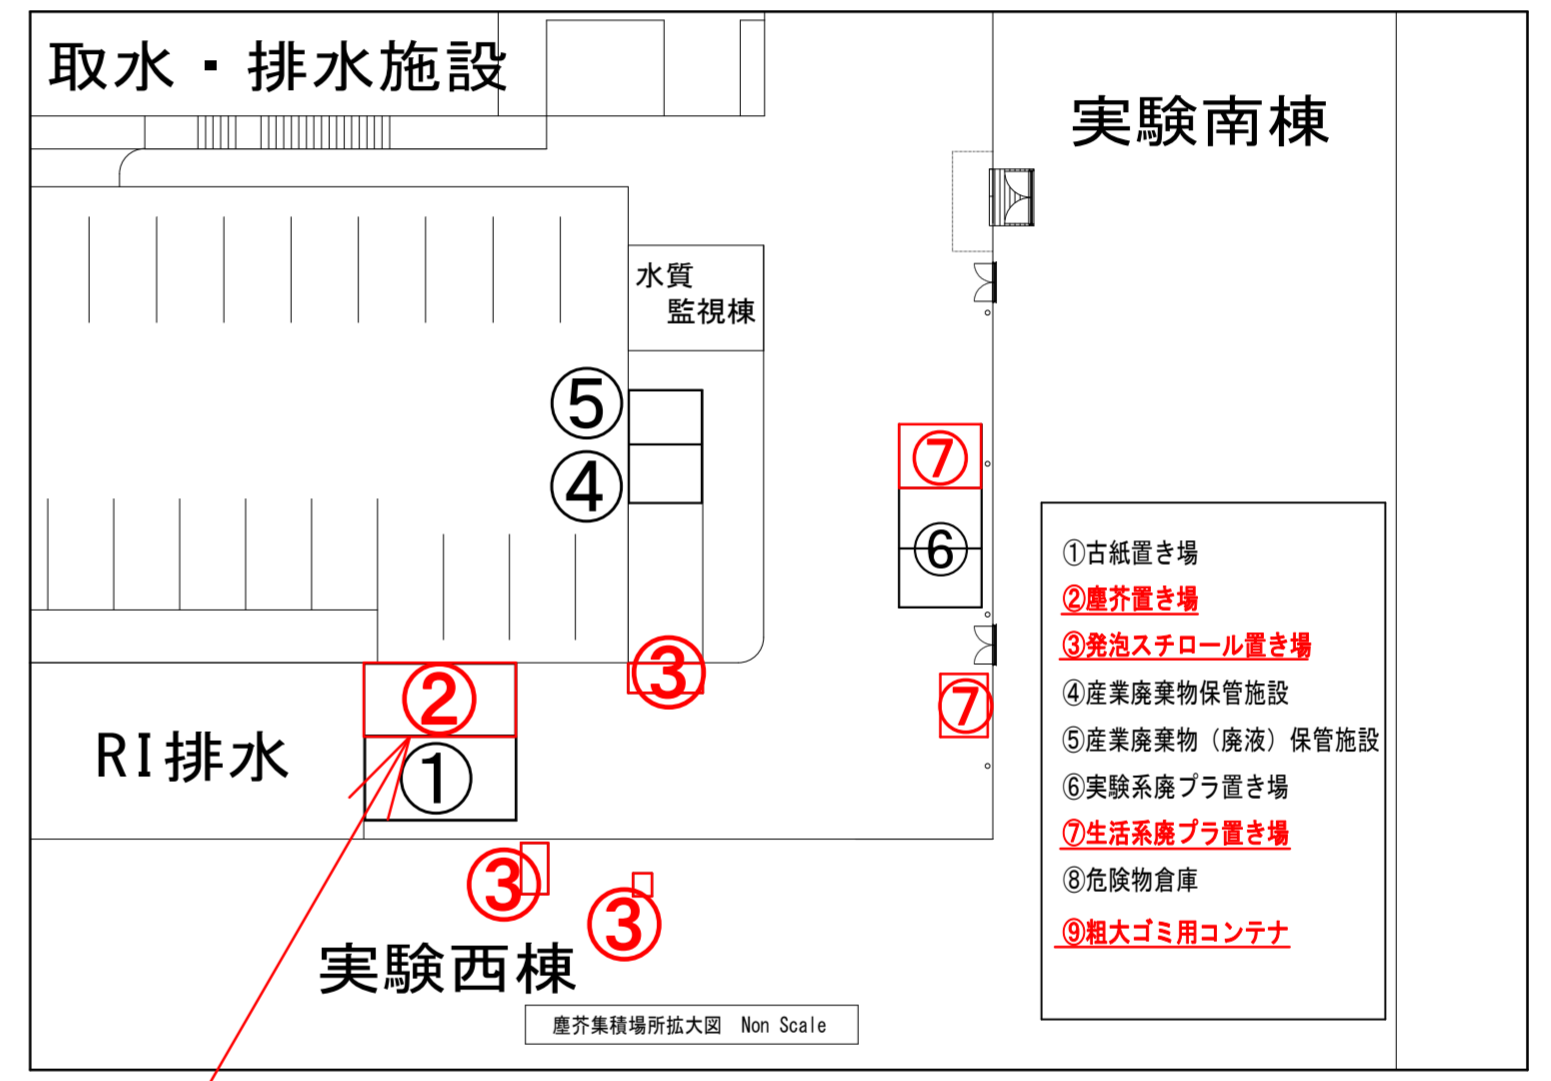 取水・排水施設
実験南棟
水質
監視棟
⑤
④
⑦
⑥
③
⑦
②
①
RI排水
③
③
実験西棟
①古紙置き場
②塵芥置き場
③発泡スチロール置き場
④産業廃棄物保管施設
⑤産業廃棄物（廃液）保管施設
⑥実験系廃プラ置き場
⑦生活系廃プラ置き場
⑧危険物倉庫
⑨粗大ゴミ用コンテナ
塵芥集積場所拡大図 Non Scale